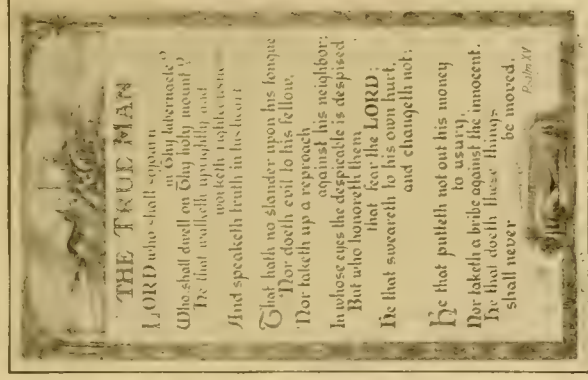 THE TRUE MAN
LORD who shall sojourn
in Thy tabernacle?
Who shall dwell on Thy holy mount?
He that walketh uprightly and
worketh righteousness
And speaketh truth in his heart
That hath no slander upon his tongue
Nor doeth evil to his fellow,
Nor taketh up a reproach
against his neighbor;
In whose eyes the despicable is despised
But who honoreth them
that fear the LORD;
He that sweareth to his own hurt,
and changeth not;
He that putteth not out his money
to usury,
Nor taketh a bribe against the innocent.
He that doeth these things
shall never be moved.
Psalm XV